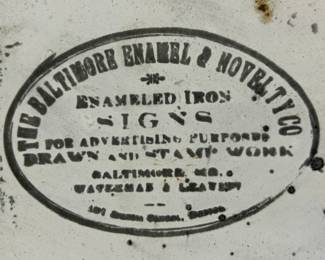 THE BALTIMORE ENAMEL & NOVELTY CO
ENAMELED IRON
SIGNS
FOR ADVERTISING PURPOSES
DRAWN AND STAMP WORK
BALTIMORE MD.